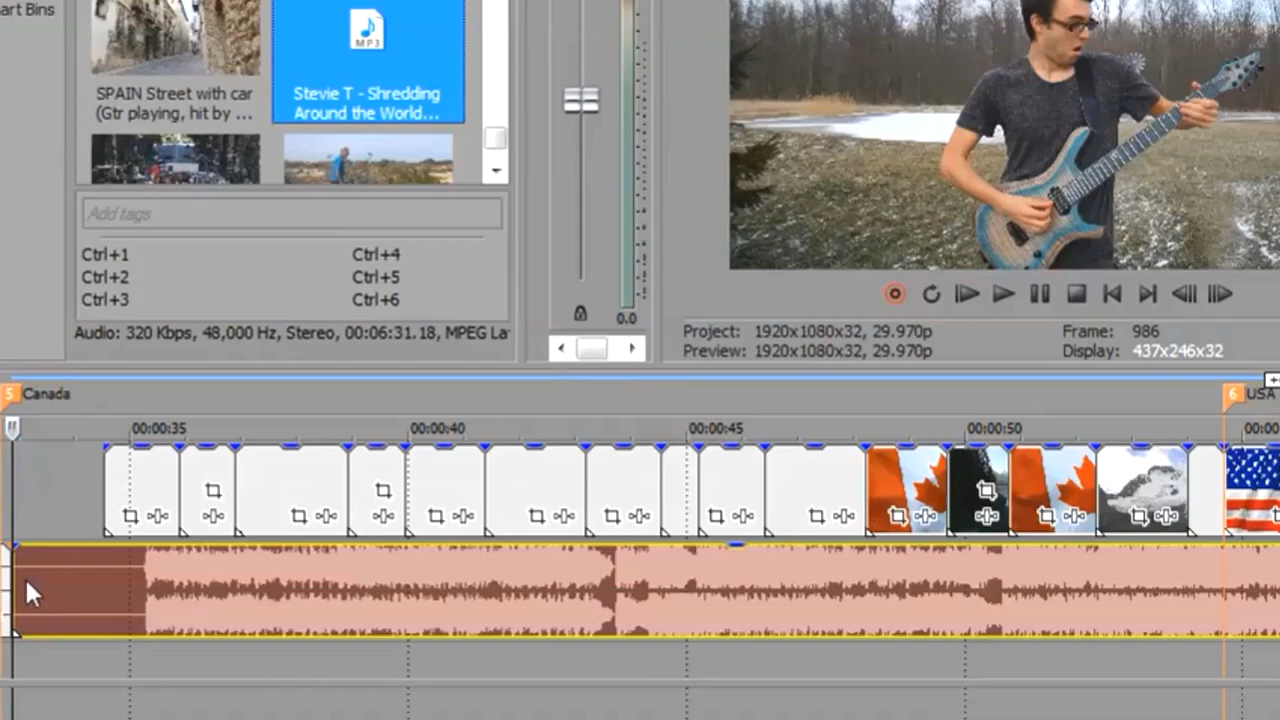 art Bins
MP3
SPAIN Street with car
(Gtr playing, hit by ...
Stevie T - Shredding
Around the World...
Add tags
Ctrl+1
Ctrl+4
Ctrl+2
Ctrl+5
Ctrl+3
Ctrl+6
Audio: 320 Kbps, 48,000 Hz, Stereo, 00:06:31.18, MPEG La
0.0
Project: 1920x1080x32, 29.970p
Frame: 986
Preview: 1920x1080x32, 29.970p
Display: 437x246x32
5 Canada
6 USA
00:00:35
00:00:40
00:00:45
00:00:50
00:00